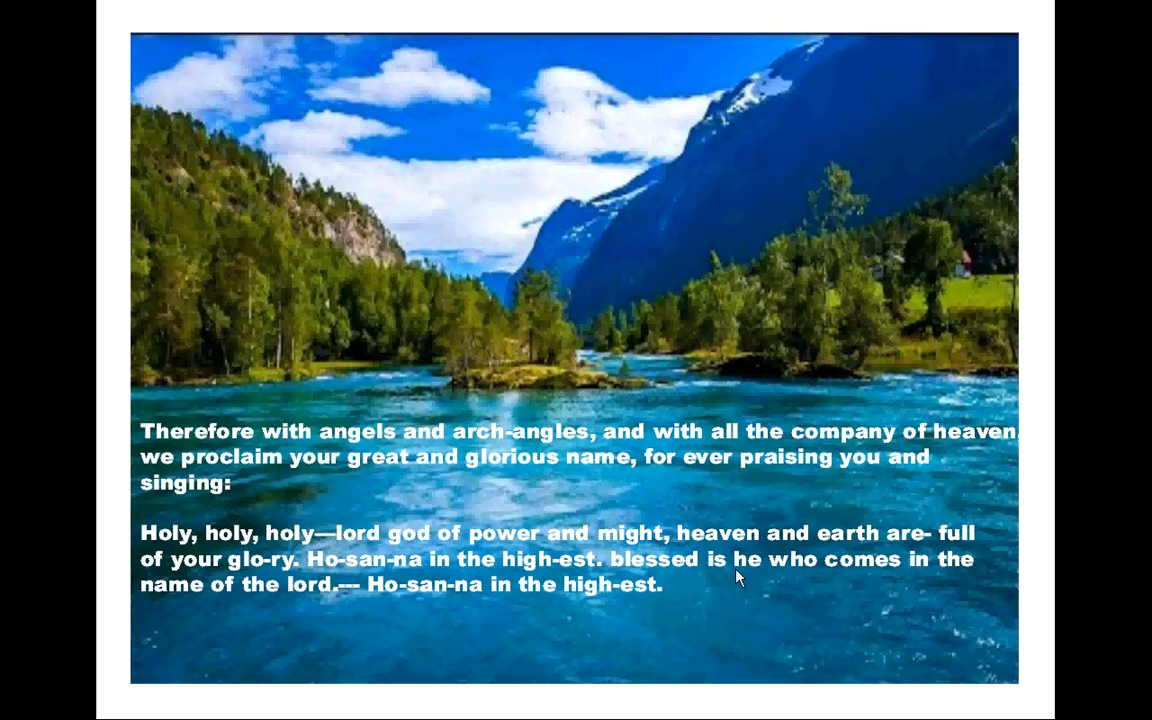 Therefore with angels and arch-angles, and with all the company of heaven,
we proclaim your great and glorious name, for ever praising you and
singing:
Holy, holy, holy—lord god of power and might, heaven and earth are- full
of your glo-ry. Ho-san-na in the high-est. blessed is he who comes in the
name of the lord.--- Ho-san-na in the high-est.